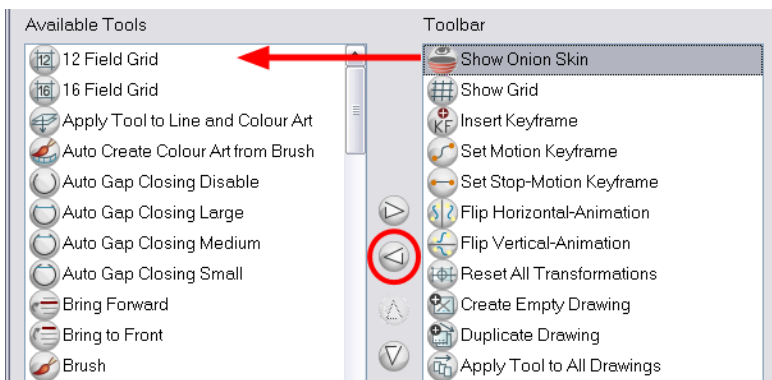 Available Tools
12 12 Field Grid
16 16 Field Grid
Apply Tool to Line and Colour Art
Auto Create Colour Art from Brush
Auto Gap Closing Disable
Auto Gap Closing Large
Auto Gap Closing Medium
Auto Gap Closing Small
Bring Forward
Bring to Front
Brush
Toolbar
Show Onion Skin
Show Grid
KF Insert Keyframe
Set Motion Keyframe
Set Stop-Motion Keyframe
Flip Horizontal-Animation
Flip Vertical-Animation
Reset All Transformations
Create Empty Drawing
Duplicate Drawing
Apply Tool to All Drawings